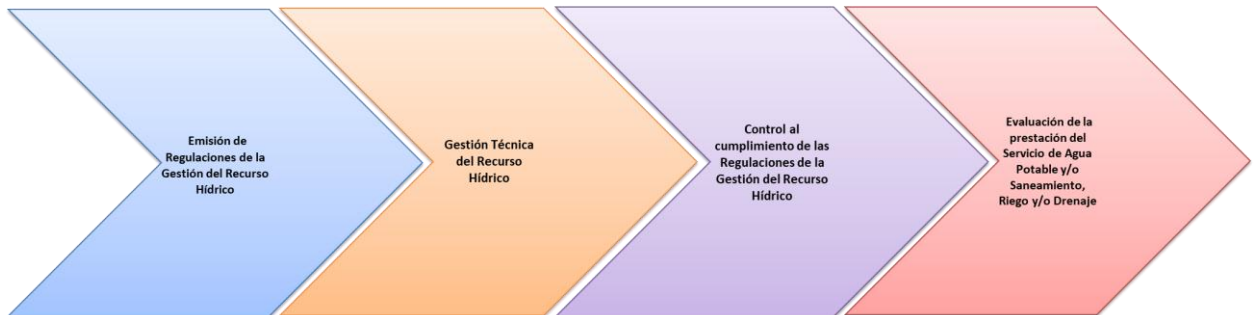 Emisión de
Regulaciones de la
Gestión del Recurso
Hídrico
Gestión Técnica
del Recurso
Hídrico
Control al
cumplimiento de las
Regulaciones de la
Gestión del Recurso
Hídrico
Evaluación de la
prestación del
Servicio de Agua
Potable y/o
Saneamiento,
Riego y/o Drenaje